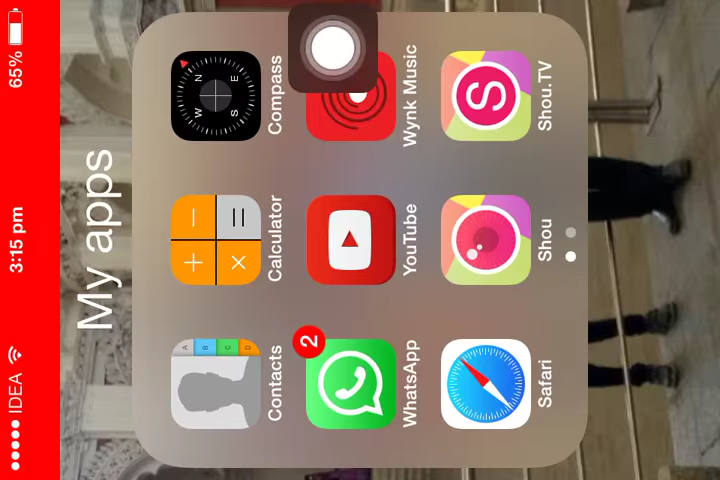 IDEA 3:15 pm 65%
My apps
Contacts Calculator Compass
2
WhatsApp YouTube Wynk Music
Safari Shou Shou.TV